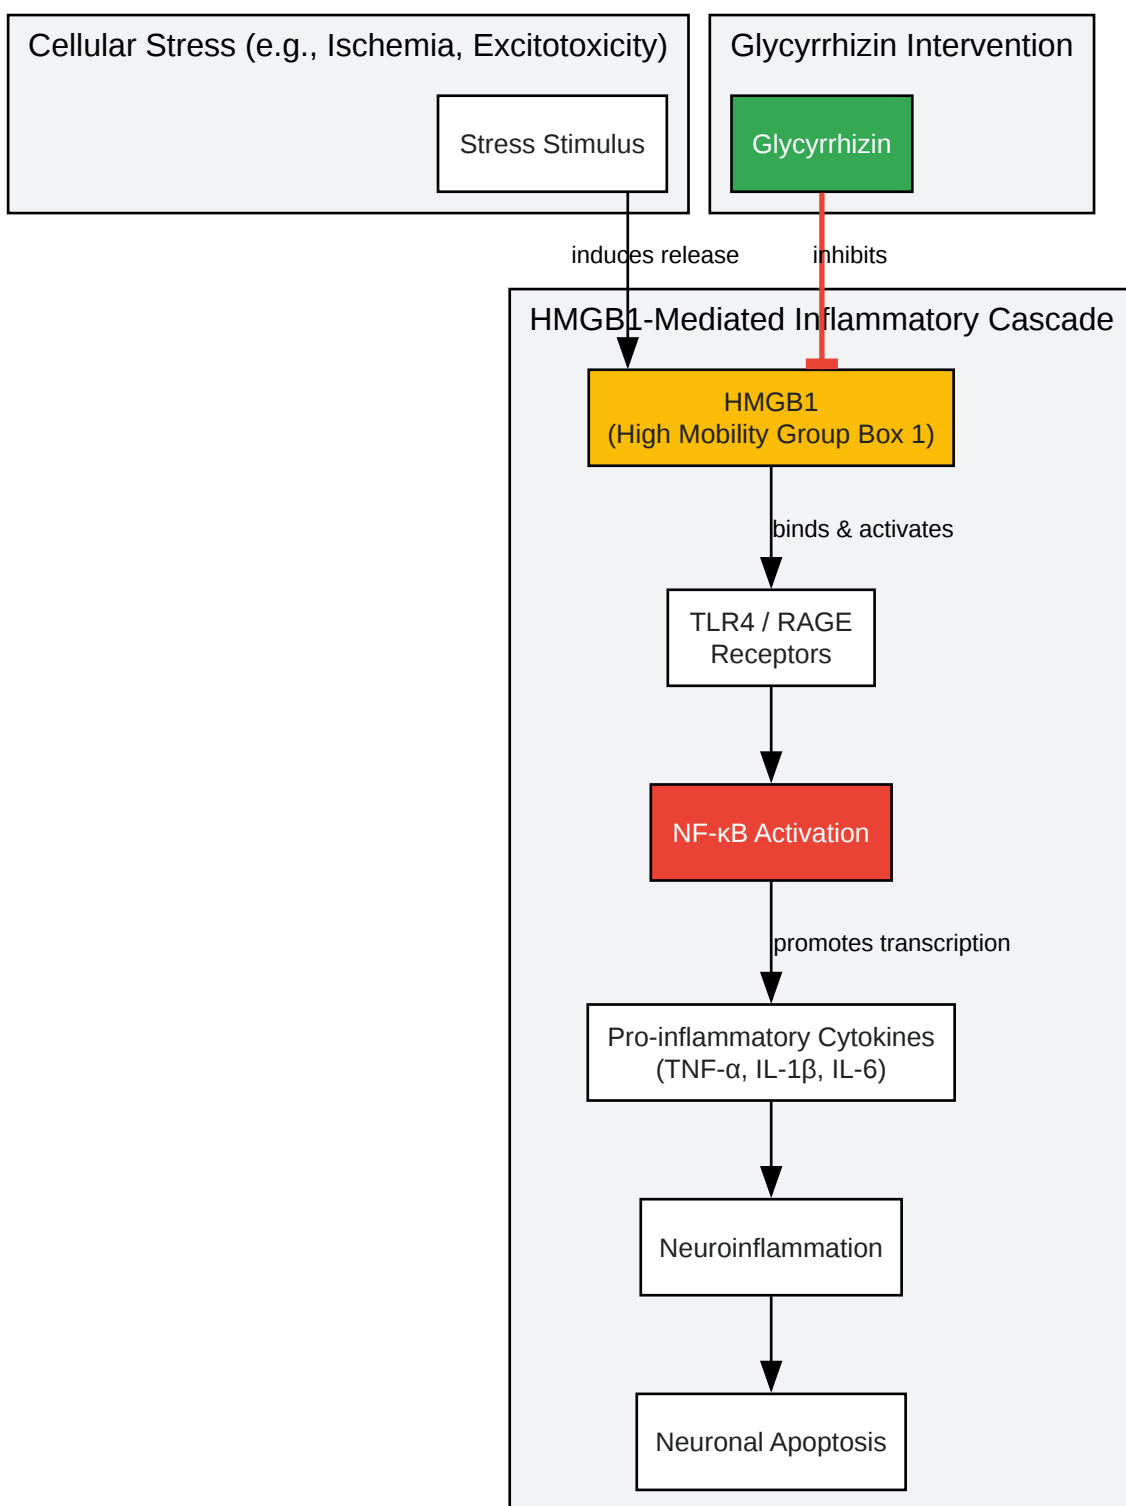 Cellular Stress (e.g., Ischemia, Excitotoxicity)
Glycyrrhizin Intervention
Stress Stimulus
Glycyrrhizin
induces release
inhibits
HMGB1-Mediated Inflammatory Cascade
HMGB1
(High Mobility Group Box 1)
binds & activates
TLR4 / RAGE
Receptors
NF-κB Activation
promotes transcription
Pro-inflammatory Cytokines
(TNF-α, IL-1β, IL-6)
Neuroinflammation
Neuronal Apoptosis